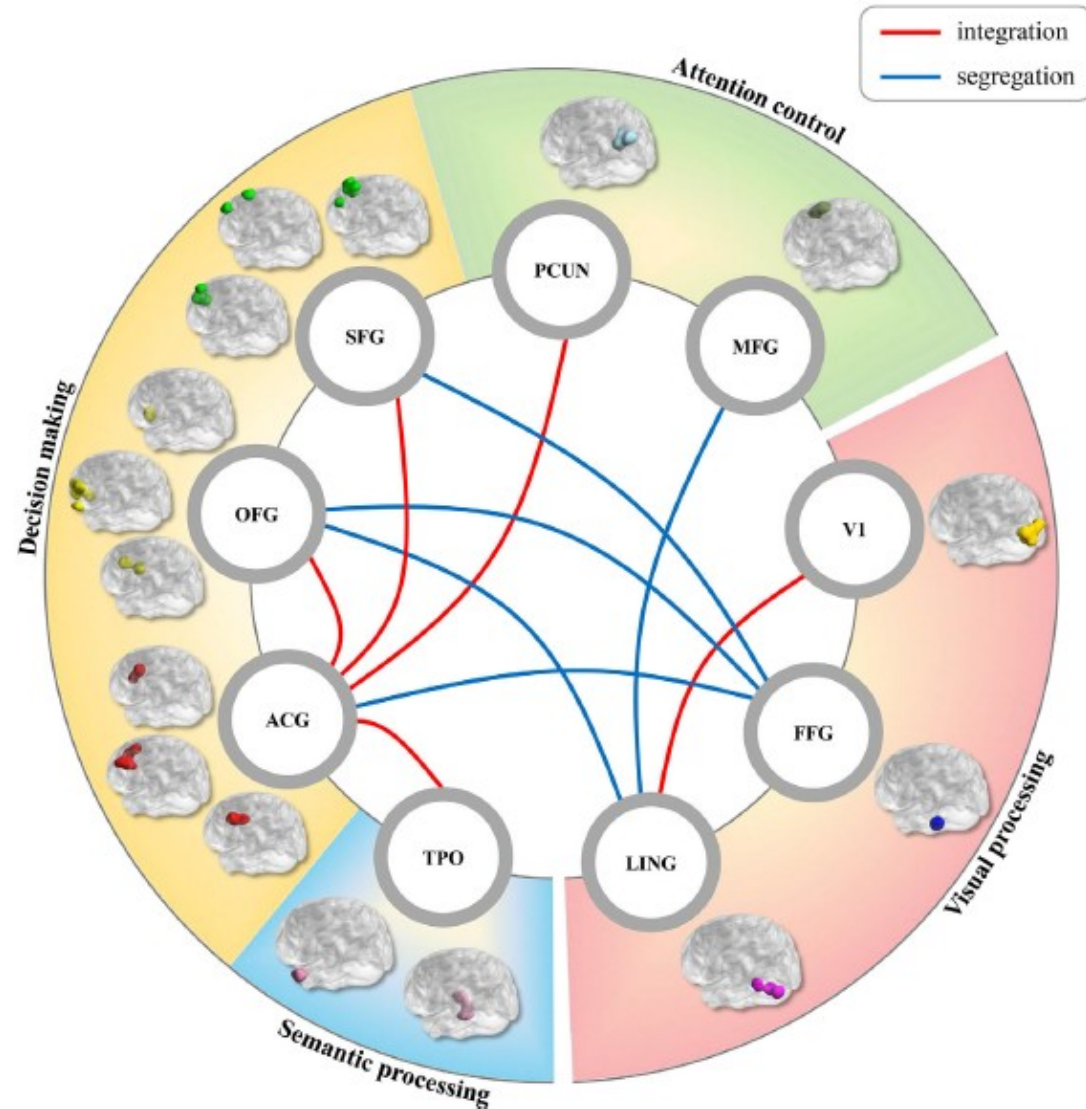 integration
segregation
Attention control
PCUN
MFG
SFG
Decision making
OFG
V1
ACG
FFG
TPO
LING
Visual processing
Semantic processing